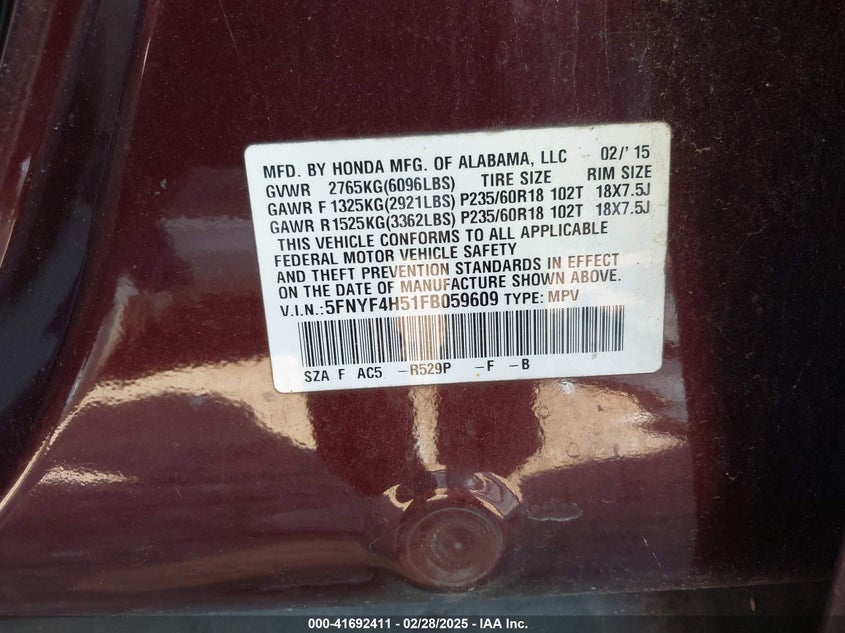 MFD. BY HONDA MFG. OF ALABAMA, LLC 02/'15
GVWR 2765KG(6096LBS) TIRE SIZE RIM SIZE
GAWR F 1325KG(2921LBS) P235/60R18 102T 18X7.5J
GAWR R 1525KG(3362LBS) P235/60R18 102T 18X7.5J
THIS VEHICLE CONFORMS TO ALL APPLICABLE
FEDERAL MOTOR VEHICLE SAFETY
AND THEFT PREVENTION STANDARDS IN EFFECT
ON THE DATE OF MANUFACTURE SHOWN ABOVE.
V.I.N.:5FNYF4H51FB059609 TYPE: MPV
SZA F AC5 -R529P -F -B
000-41692411 - 02/28/2025 - IAA Inc.